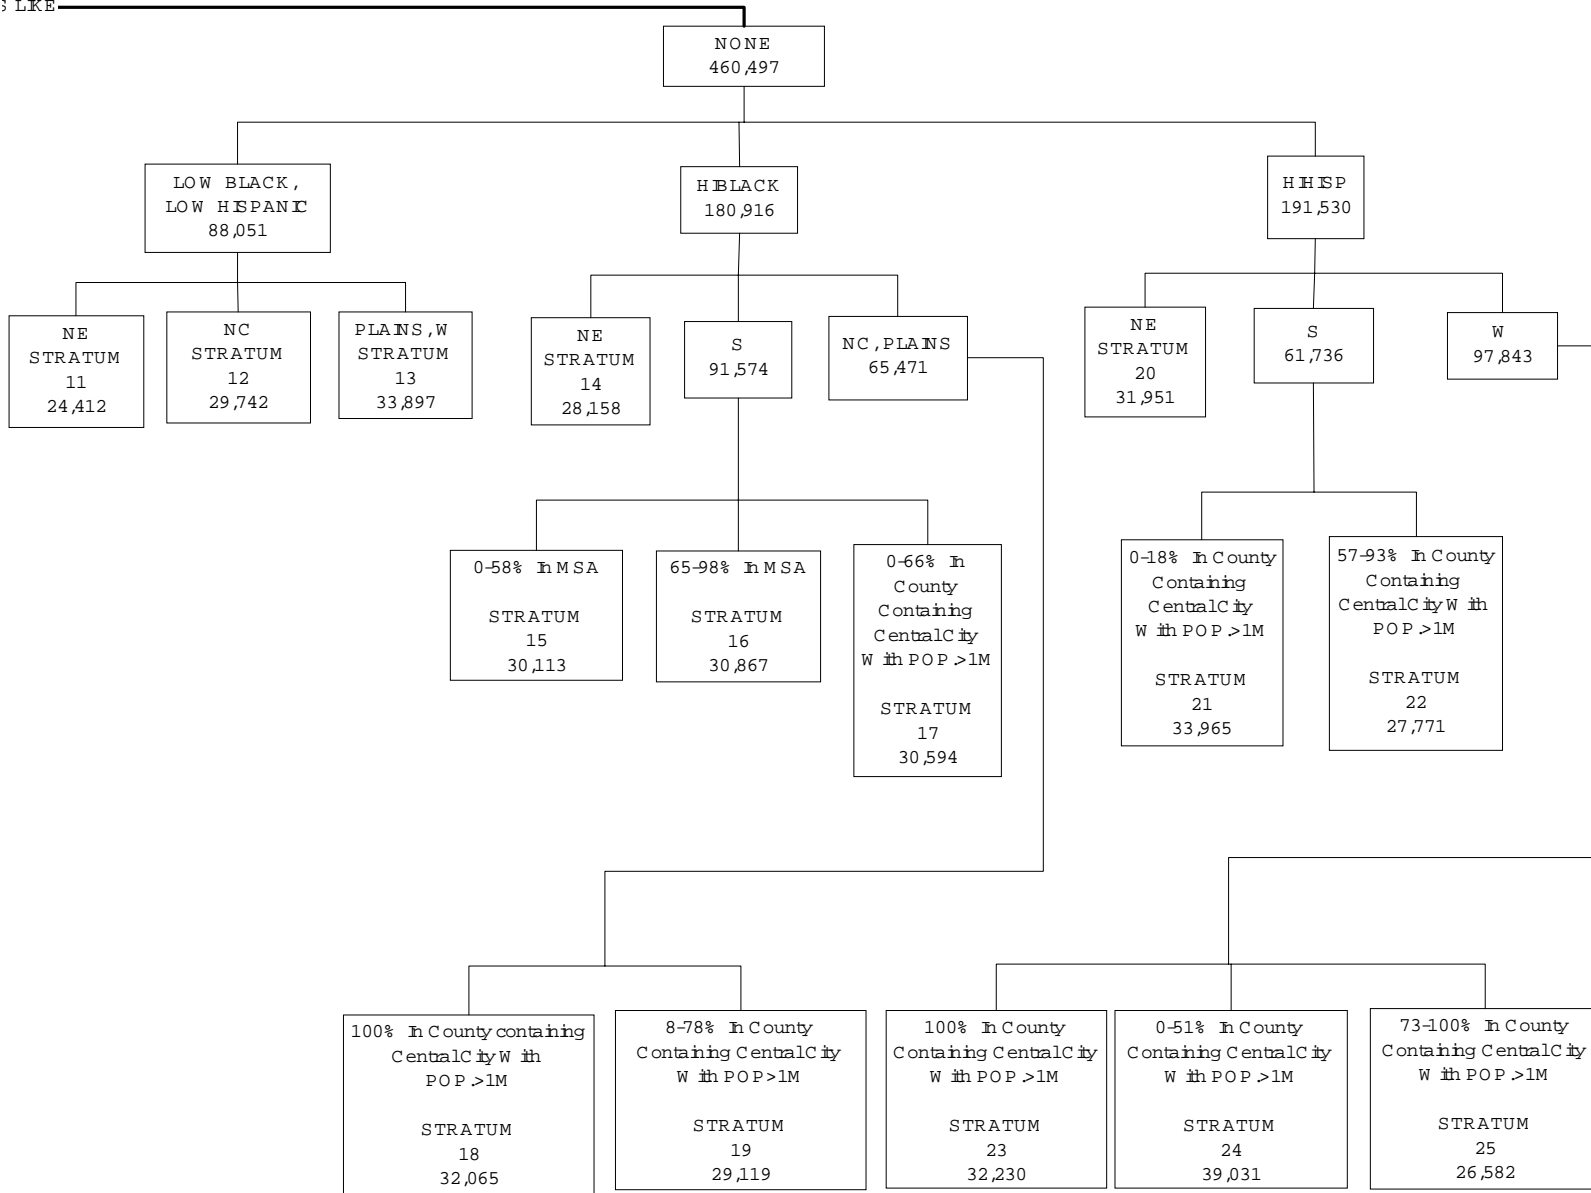 S LIKE
NONE
460,497
LOW BLACK,
LOW HISPANIC
88,051
HIBLACK
180,916
HIHISP
191,530
NE
STRATUM
11
24,412
NC
STRATUM
12
29,742
PLAINS, W
STRATUM
13
33,897
NE
STRATUM
14
28,158
S
91,574
NC, PLAINS
65,471
NE
STRATUM
20
31,951
S
61,736
W
97,843
0-58% In MSA
STRATUM
15
30,113
65-98% In MSA
STRATUM
16
30,867
0-66% In
County
Containing
Central City
With POP.>1M
STRATUM
17
30,594
0-18% In County
Containing
Central City
With POP.>1M
STRATUM
21
33,965
57-93% In County
Containing
Central City With
POP.>1M
STRATUM
22
27,771
100% In County containing
Central City With
POP.>1M
STRATUM
18
32,065
8-78% In County
Containing Central City
With POP>1M
STRATUM
19
29,119
100% In County
Containing Central City
With POP.>1M
STRATUM
23
32,230
0-51% In County
Containing Central City
With POP.>1M
STRATUM
24
39,031
73-100% In County
Containing Central City
With POP.>1M
STRATUM
25
26,582